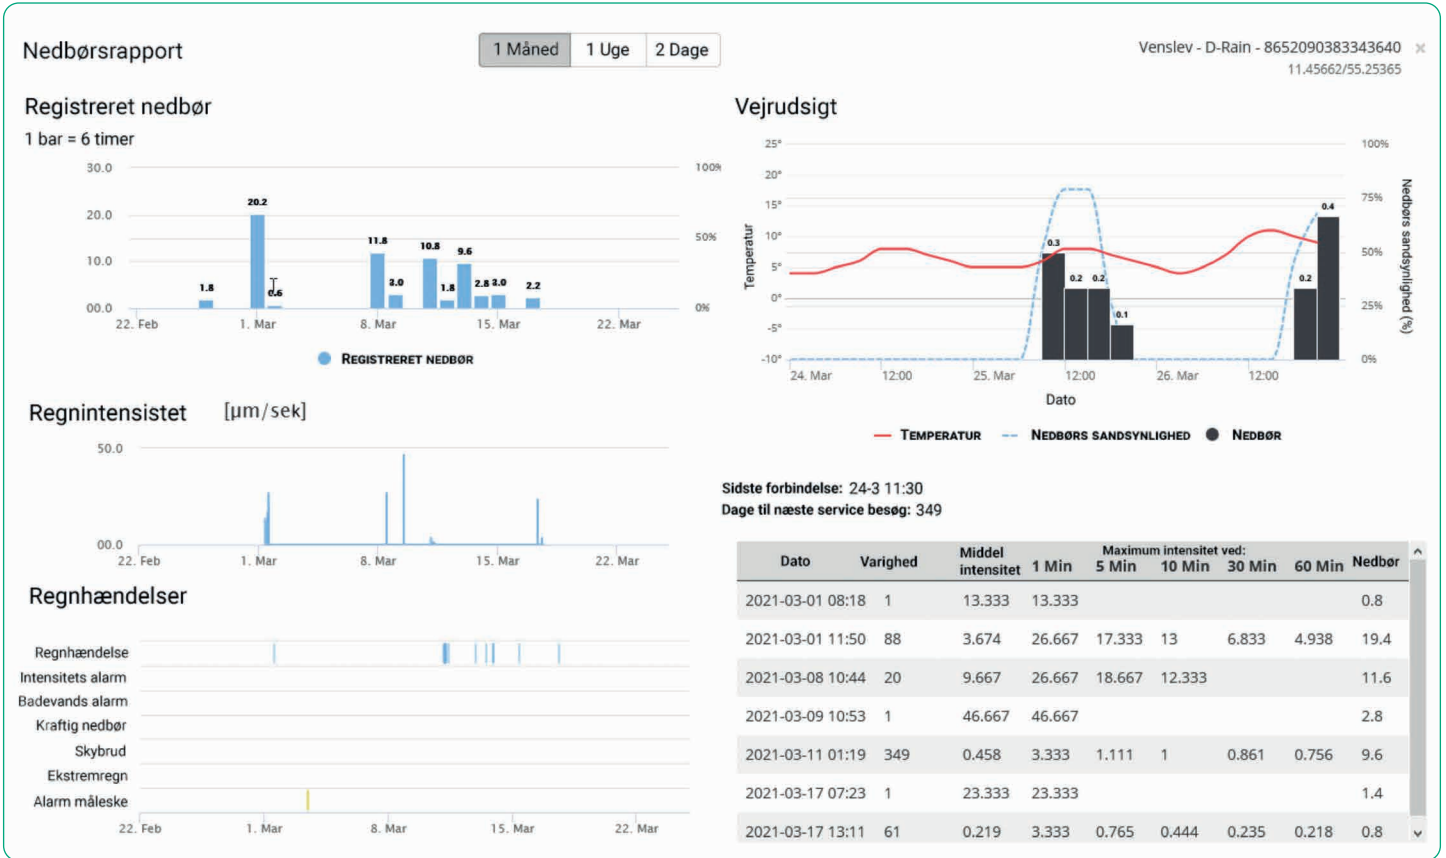 Nedbørsrapport
1 Måned 1 Uge 2 Dage
Venslev - D-Rain - 8652090383343640 ×
11.45662/55.25365
Registreret nedbør
1 bar = 6 timer
30.0
20.0
10.0
00.0
100%
50%
0%
1.8
20.2
0.6
11.8
3.0
10.8
1.8
9.6
2.8
3.0
2.2
22. Feb 1. Mar 8. Mar 15. Mar 22. Mar
REGISTRERET NEDBØR
Vejrudsigt
Temperatur
25°
20°
15°
10°
5°
0°
-5°
-10°
100%
75%
50%
25%
0%
Nedbørs sandsynlighed (%)
0.3
0.2
0.2
0.1
0.2
0.4
24. Mar 12:00 25. Mar 12:00 26. Mar 12:00
Dato
TEMPERATUR NEDBØRS SANDSYNLIGHED NEDBØR
Regnintensistet [µm/sek]
50.0
00.0
22. Feb 1. Mar 8. Mar 15. Mar 22. Mar
Regnhændelser
Regnhændelse
Intensitets alarm
Badevands alarm
Kraftig nedbør
Skybrud
Ekstremregn
Alarm måleske
22. Feb 1. Mar 8. Mar 15. Mar 22. Mar
Sidste forbindelse: 24-3 11:30
Dage til næste service besøg: 349
Dato Varighed Middel intensitet Maximum intensitet ved: 1 Min 5 Min 10 Min 30 Min 60 Min Nedbør
2021-03-01 08:18 1 13.333 13.333 0.8
2021-03-01 11:50 88 3.674 26.667 17.333 13 6.833 4.938 19.4
2021-03-08 10:44 20 9.667 26.667 18.667 12.333 11.6
2021-03-09 10:53 1 46.667 46.667 2.8
2021-03-11 01:19 349 0.458 3.333 1.111 1 0.861 0.756 9.6
2021-03-17 07:23 1 23.333 23.333 1.4
2021-03-17 13:11 61 0.219 3.333 0.765 0.444 0.235 0.218 0.8